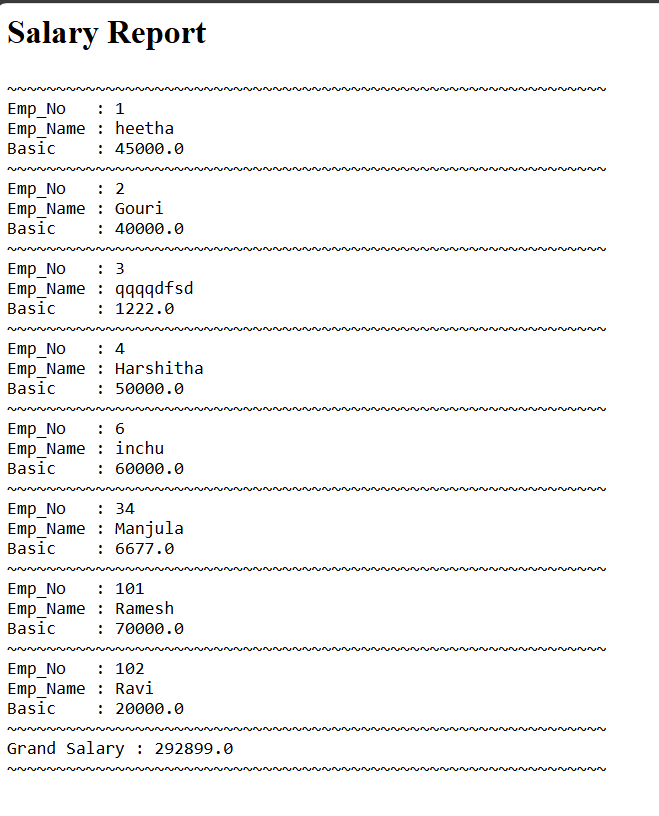 Salary Report
~~~~~~~~~~~~~~~~~~~~~~~~~~~~~~~~~~~~~~~~~~~~~~~~~~~~~~~~~~~~~
Emp_No   : 1
Emp_Name : heetha
Basic    : 45000.0
~~~~~~~~~~~~~~~~~~~~~~~~~~~~~~~~~~~~~~~~~~~~~~~~~~~~~~~~~~~~~
Emp_No   : 2
Emp_Name : Gouri
Basic    : 40000.0
~~~~~~~~~~~~~~~~~~~~~~~~~~~~~~~~~~~~~~~~~~~~~~~~~~~~~~~~~~~~~
Emp_No   : 3
Emp_Name : qqqqdfsd
Basic    : 1222.0
~~~~~~~~~~~~~~~~~~~~~~~~~~~~~~~~~~~~~~~~~~~~~~~~~~~~~~~~~~~~~
Emp_No   : 4
Emp_Name : Harshitha
Basic    : 50000.0
~~~~~~~~~~~~~~~~~~~~~~~~~~~~~~~~~~~~~~~~~~~~~~~~~~~~~~~~~~~~~
Emp_No   : 6
Emp_Name : inchu
Basic    : 60000.0
~~~~~~~~~~~~~~~~~~~~~~~~~~~~~~~~~~~~~~~~~~~~~~~~~~~~~~~~~~~~~
Emp_No   : 34
Emp_Name : Manjula
Basic    : 6677.0
~~~~~~~~~~~~~~~~~~~~~~~~~~~~~~~~~~~~~~~~~~~~~~~~~~~~~~~~~~~~~
Emp_No   : 101
Emp_Name : Ramesh
Basic    : 70000.0
~~~~~~~~~~~~~~~~~~~~~~~~~~~~~~~~~~~~~~~~~~~~~~~~~~~~~~~~~~~~~
Emp_No   : 102
Emp_Name : Ravi
Basic    : 20000.0
~~~~~~~~~~~~~~~~~~~~~~~~~~~~~~~~~~~~~~~~~~~~~~~~~~~~~~~~~~~~~
Grand Salary : 292899.0
~~~~~~~~~~~~~~~~~~~~~~~~~~~~~~~~~~~~~~~~~~~~~~~~~~~~~~~~~~~~~